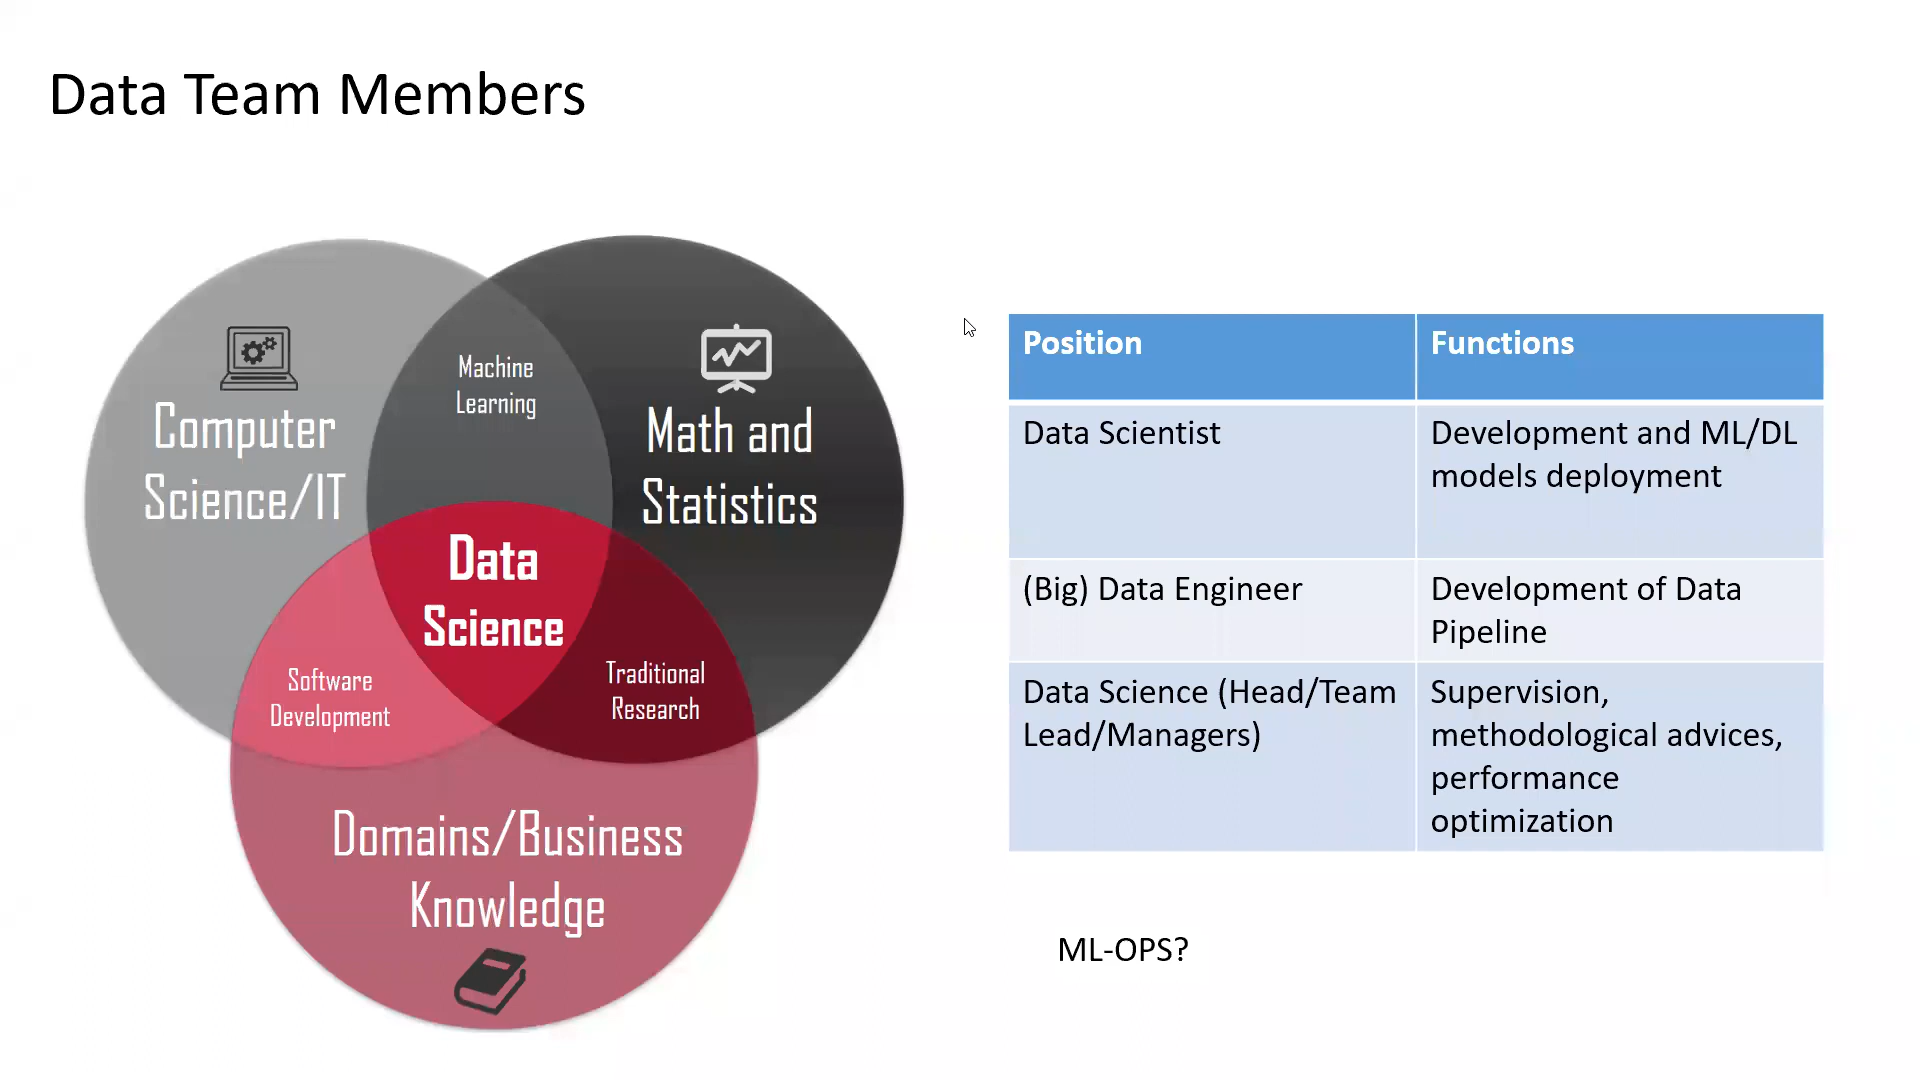 Data Team Members
Computer
Science/IT
Machine
Learning
Math and
Statistics
Data
Science
Software
Development
Traditional
Research
Domains/Business
Knowledge
Position
Functions
Data Scientist
Development and ML/DL
models deployment
(Big) Data Engineer
Development of Data
Pipeline
Data Science (Head/Team
Lead/Managers)
Supervision,
methodological advices,
performance
optimization
ML-OPS?